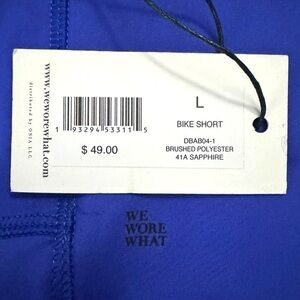 www.weworewhat.com
distributed by ONIA LLC
L
BIKE SHORT
1 93294 53311 5
DBAB04-1
$ 49.00
BRUSHED POLYESTER
41A SAPPHIRE
WE
WORE
WHAT